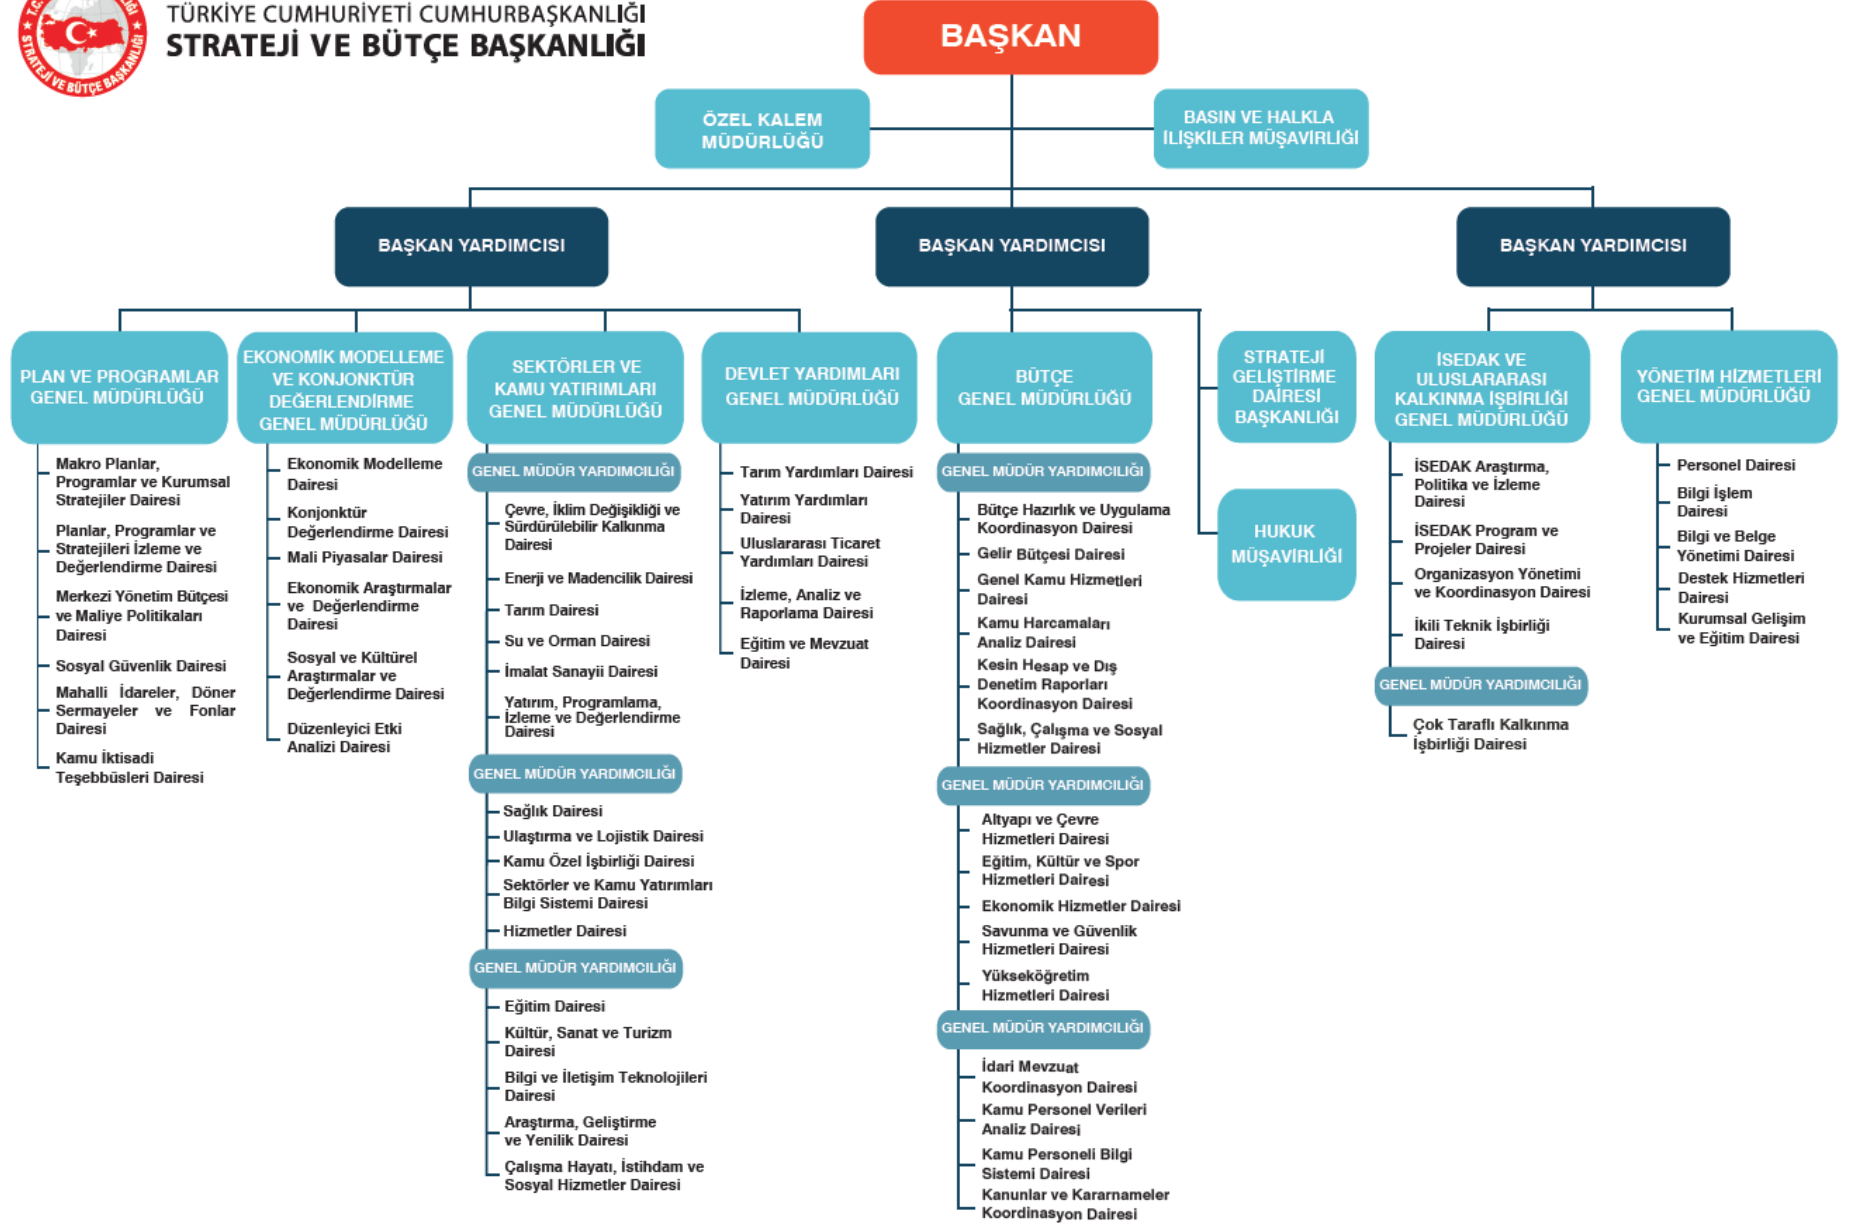 TÜRKİYE CUMHURİYETİ CUMHURBAŞKANLIĞI
STRATEJİ VE BÜTÇE BAŞKANLIĞI
STRATEJİ VE BÜTÇE BAŞKANLIĞI
BAŞKAN
ÖZEL KALEM
MÜDÜRLÜĞÜ
BASIN VE HALKLA
İLİŞKİLER MÜŞAVİRLİĞİ
BAŞKAN YARDIMCISI
BAŞKAN YARDIMCISI
BAŞKAN YARDIMCISI
PLAN VE PROGRAMLAR
GENEL MÜDÜRLÜĞÜ
Makro Planlar,
Programlar ve Kurumsal
Stratejiler Dairesi
Planlar, Programlar ve
Stratejileri İzleme ve
Değerlendirme Dairesi
Merkezi Yönetim Bütçesi
ve Maliye Politikaları
Dairesi
Sosyal Güvenlik Dairesi
Mahalli İdareler, Döner
Sermayeler ve Fonlar
Dairesi
Kamu İktisadi
Teşebbüsleri Dairesi
EKONOMİK MODELLEME
VE KONJONKTÜR
DEĞERLENDİRME
GENEL MÜDÜRLÜĞÜ
Ekonomik Modelleme
Dairesi
Konjonktür
Değerlendirme Dairesi
Mali Piyasalar Dairesi
Ekonomik Araştırmalar
ve Değerlendirme
Dairesi
Sosyal ve Kültürel
Araştırmalar ve
Değerlendirme Dairesi
Düzenleyici Etki
Analizi Dairesi
SEKTÖRLER VE
KAMU YATIRIMLARI
GENEL MÜDÜRLÜĞÜ
GENEL MÜDÜR YARDIMCILIĞI
Çevre, İklim Değişikliği ve
Sürdürülebilir Kalkınma
Dairesi
Enerji ve Madencilik Dairesi
Tarım Dairesi
Su ve Orman Dairesi
İmalat Sanayii Dairesi
Yatırım, Programlama,
İzleme ve Değerlendirme
Dairesi
GENEL MÜDÜR YARDIMCILIĞI
Sağlık Dairesi
Ulaştırma ve Lojistik Dairesi
Kamu Özel İşbirliği Dairesi
Sektörler ve Kamu Yatırımları
Bilgi Sistemi Dairesi
Hizmetler Dairesi
GENEL MÜDÜR YARDIMCILIĞI
Eğitim Dairesi
Kültür, Sanat ve Turizm
Dairesi
Bilgi ve İletişim Teknolojileri
Dairesi
Araştırma, Geliştirme
ve Yenilik Dairesi
Çalışma Hayatı, İstihdam ve
Sosyal Hizmetler Dairesi
DEVLET YARDIMLARI
GENEL MÜDÜRLÜĞÜ
Tarım Yardımları Dairesi
Yatırım Yardımları
Dairesi
Uluslararası Ticaret
Yardımları Dairesi
İzleme, Analiz ve
Raporlama Dairesi
Eğitim ve Mevzuat
Dairesi
BÜTÇE
GENEL MÜDÜRLÜĞÜ
GENEL MÜDÜR YARDIMCILIĞI
Bütçe Hazırlık ve Uygulama
Koordinasyon Dairesi
Gelir Bütçesi Dairesi
Genel Kamu Hizmetleri
Dairesi
Kamu Harcamaları
Analiz Dairesi
Kesin Hesap ve Dış
Denetim Raporları
Koordinasyon Dairesi
Sağlık, Çalışma ve Sosyal
Hizmetler Dairesi
GENEL MÜDÜR YARDIMCILIĞI
Altyapı ve Çevre
Hizmetleri Dairesi
Eğitim, Kültür ve Spor
Hizmetleri Dairesi
Ekonomik Hizmetler Dairesi
Savunma ve Güvenlik
Hizmetleri Dairesi
Yükseköğretim
Hizmetleri Dairesi
GENEL MÜDÜR YARDIMCILIĞI
İdari Mevzuat
Koordinasyon Dairesi
Kamu Personel Verileri
Analiz Dairesi
Kamu Personeli Bilgi
Sistemi Dairesi
Kanunlar ve Kararnameler
Koordinasyon Dairesi
STRATEJİ
GELİŞTİRME
DAİRESİ
BAŞKANLIĞI
HUKUK
MÜŞAVİRLİĞİ
İSEDAK VE
ULUSLARARASI
KALKINMA İŞBİRLİĞİ
GENEL MÜDÜRLÜĞÜ
İSEDAK Araştırma,
Politika ve İzleme
Dairesi
İSEDAK Program ve
Projeler Dairesi
Organizasyon Yönetimi
ve Koordinasyon Dairesi
İkili Teknik İşbirliği
Dairesi
GENEL MÜDÜR YARDIMCILIĞI
Çok Taraflı Kalkınma
İşbirliği Dairesi
YÖNETİM HİZMETLERİ
GENEL MÜDÜRLÜĞÜ
Personel Dairesi
Bilgi İşlem
Dairesi
Bilgi ve Belge
Yönetimi Dairesi
Destek Hizmetleri
Dairesi
Kurumsal Gelişim
ve Eğitim Dairesi